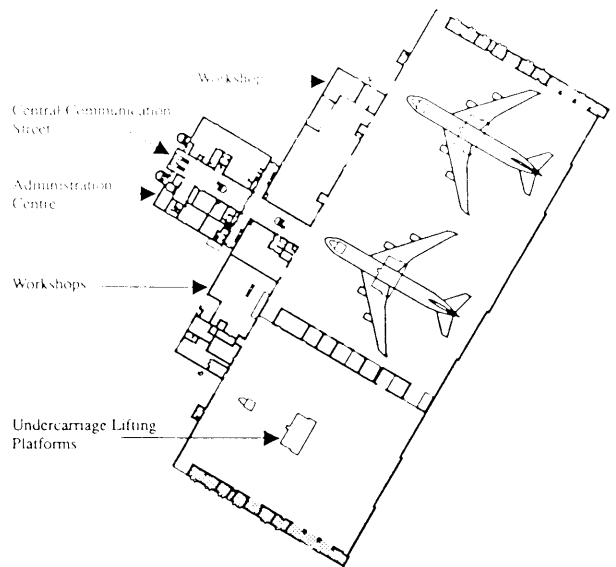 Workshop
Central Communication
Street
Administration
Centre
Workshops
Undercarriage Lifting
Platforms